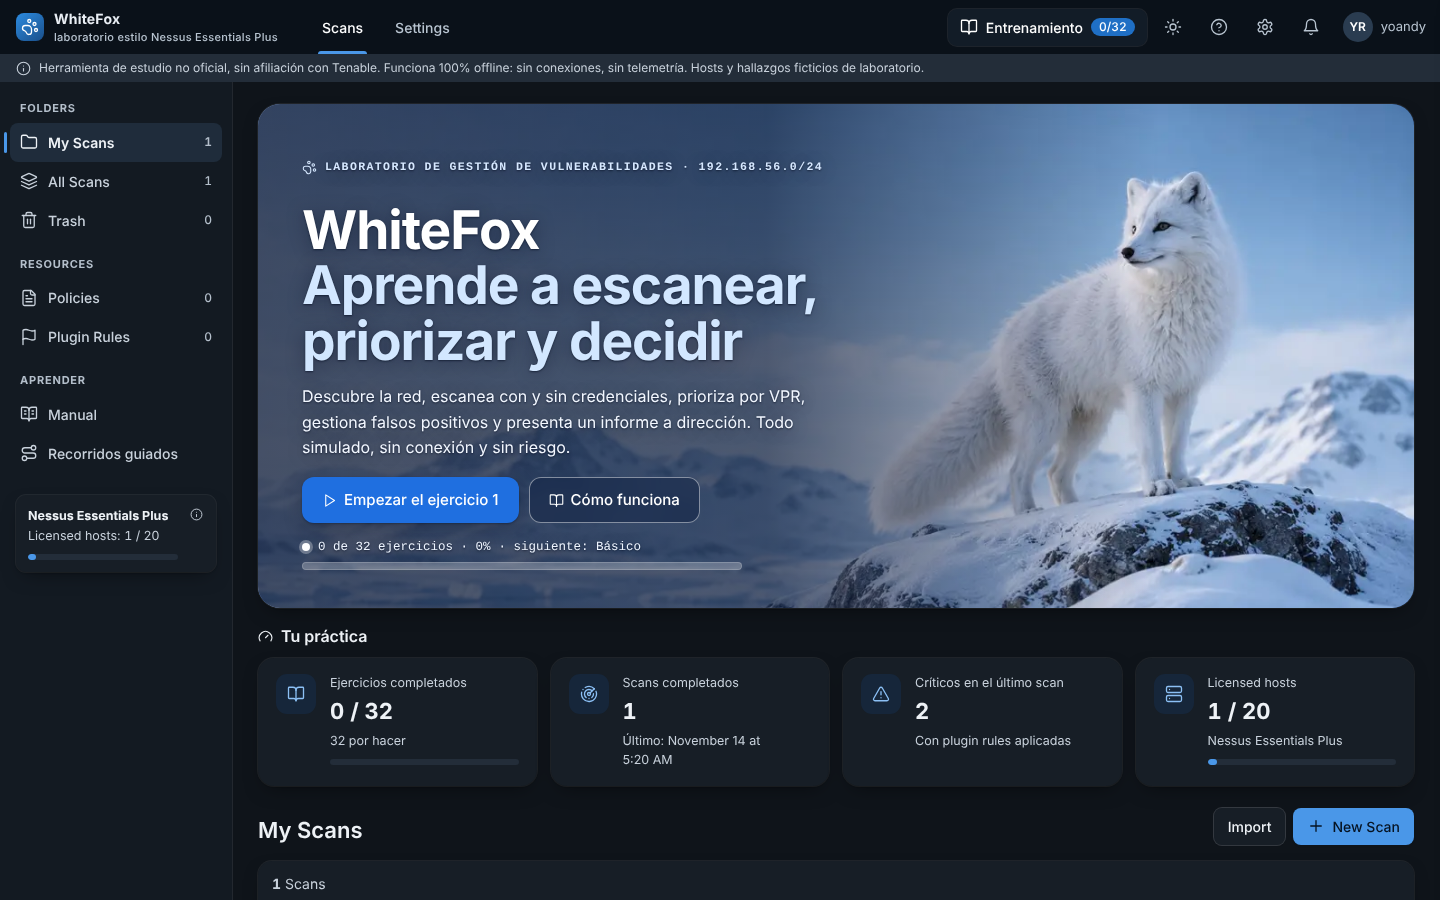 WhiteFox
laboratorio estilo Nessus Essentials Plus
Scans
Settings
Entrenamiento 0/32
YR yoandy
Herramienta de estudio no oficial, sin afiliación con Tenable. Funciona 100% offline: sin conexiones, sin telemetría. Hosts y hallazgos ficticios de laboratorio.
FOLDERS
My Scans 1
All Scans 1
Trash 0
RESOURCES
Policies 0
Plugin Rules 0
APRENDER
Manual
Recorridos guiados
Nessus Essentials Plus
Licensed hosts: 1 / 20
LABORATORIO DE GESTIÓN DE VULNERABILIDADES · 192.168.56.0/24
WhiteFox
Aprende a escanear,
priorizar y decidir
Descubre la red, escanea con y sin credenciales, prioriza por VPR,
gestiona falsos positivos y presenta un informe a dirección. Todo
simulado, sin conexión y sin riesgo.
Empezar el ejercicio 1
Cómo funciona
0 de 32 ejercicios · 0% · siguiente: Básico
Tu práctica
Ejercicios completados
0 / 32
32 por hacer
Scans completados
1
Último: November 14 at
5:20 AM
Críticos en el último scan
2
Con plugin rules aplicadas
Licensed hosts
1 / 20
Nessus Essentials Plus
My Scans
Import
New Scan
1 Scans